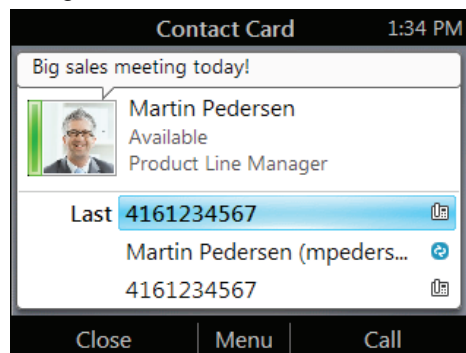 Contact Card 1:34 PM
Big sales meeting today!
Martin Pedersen
Available
Product Line Manager
Last 4161234567
Martin Pedersen (mpeders...
4161234567
Close Menu Call